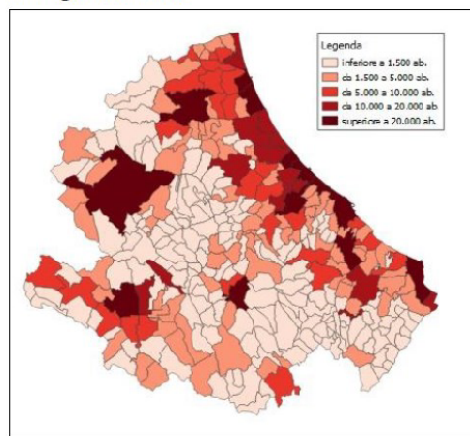 Legenda
inferiore a 1.500 ab.
da 1.500 a 5.000 ab.
da 5.000 a 10.000 ab.
da 10.000 a 20.000 ab
superiore a 20.000 ab.